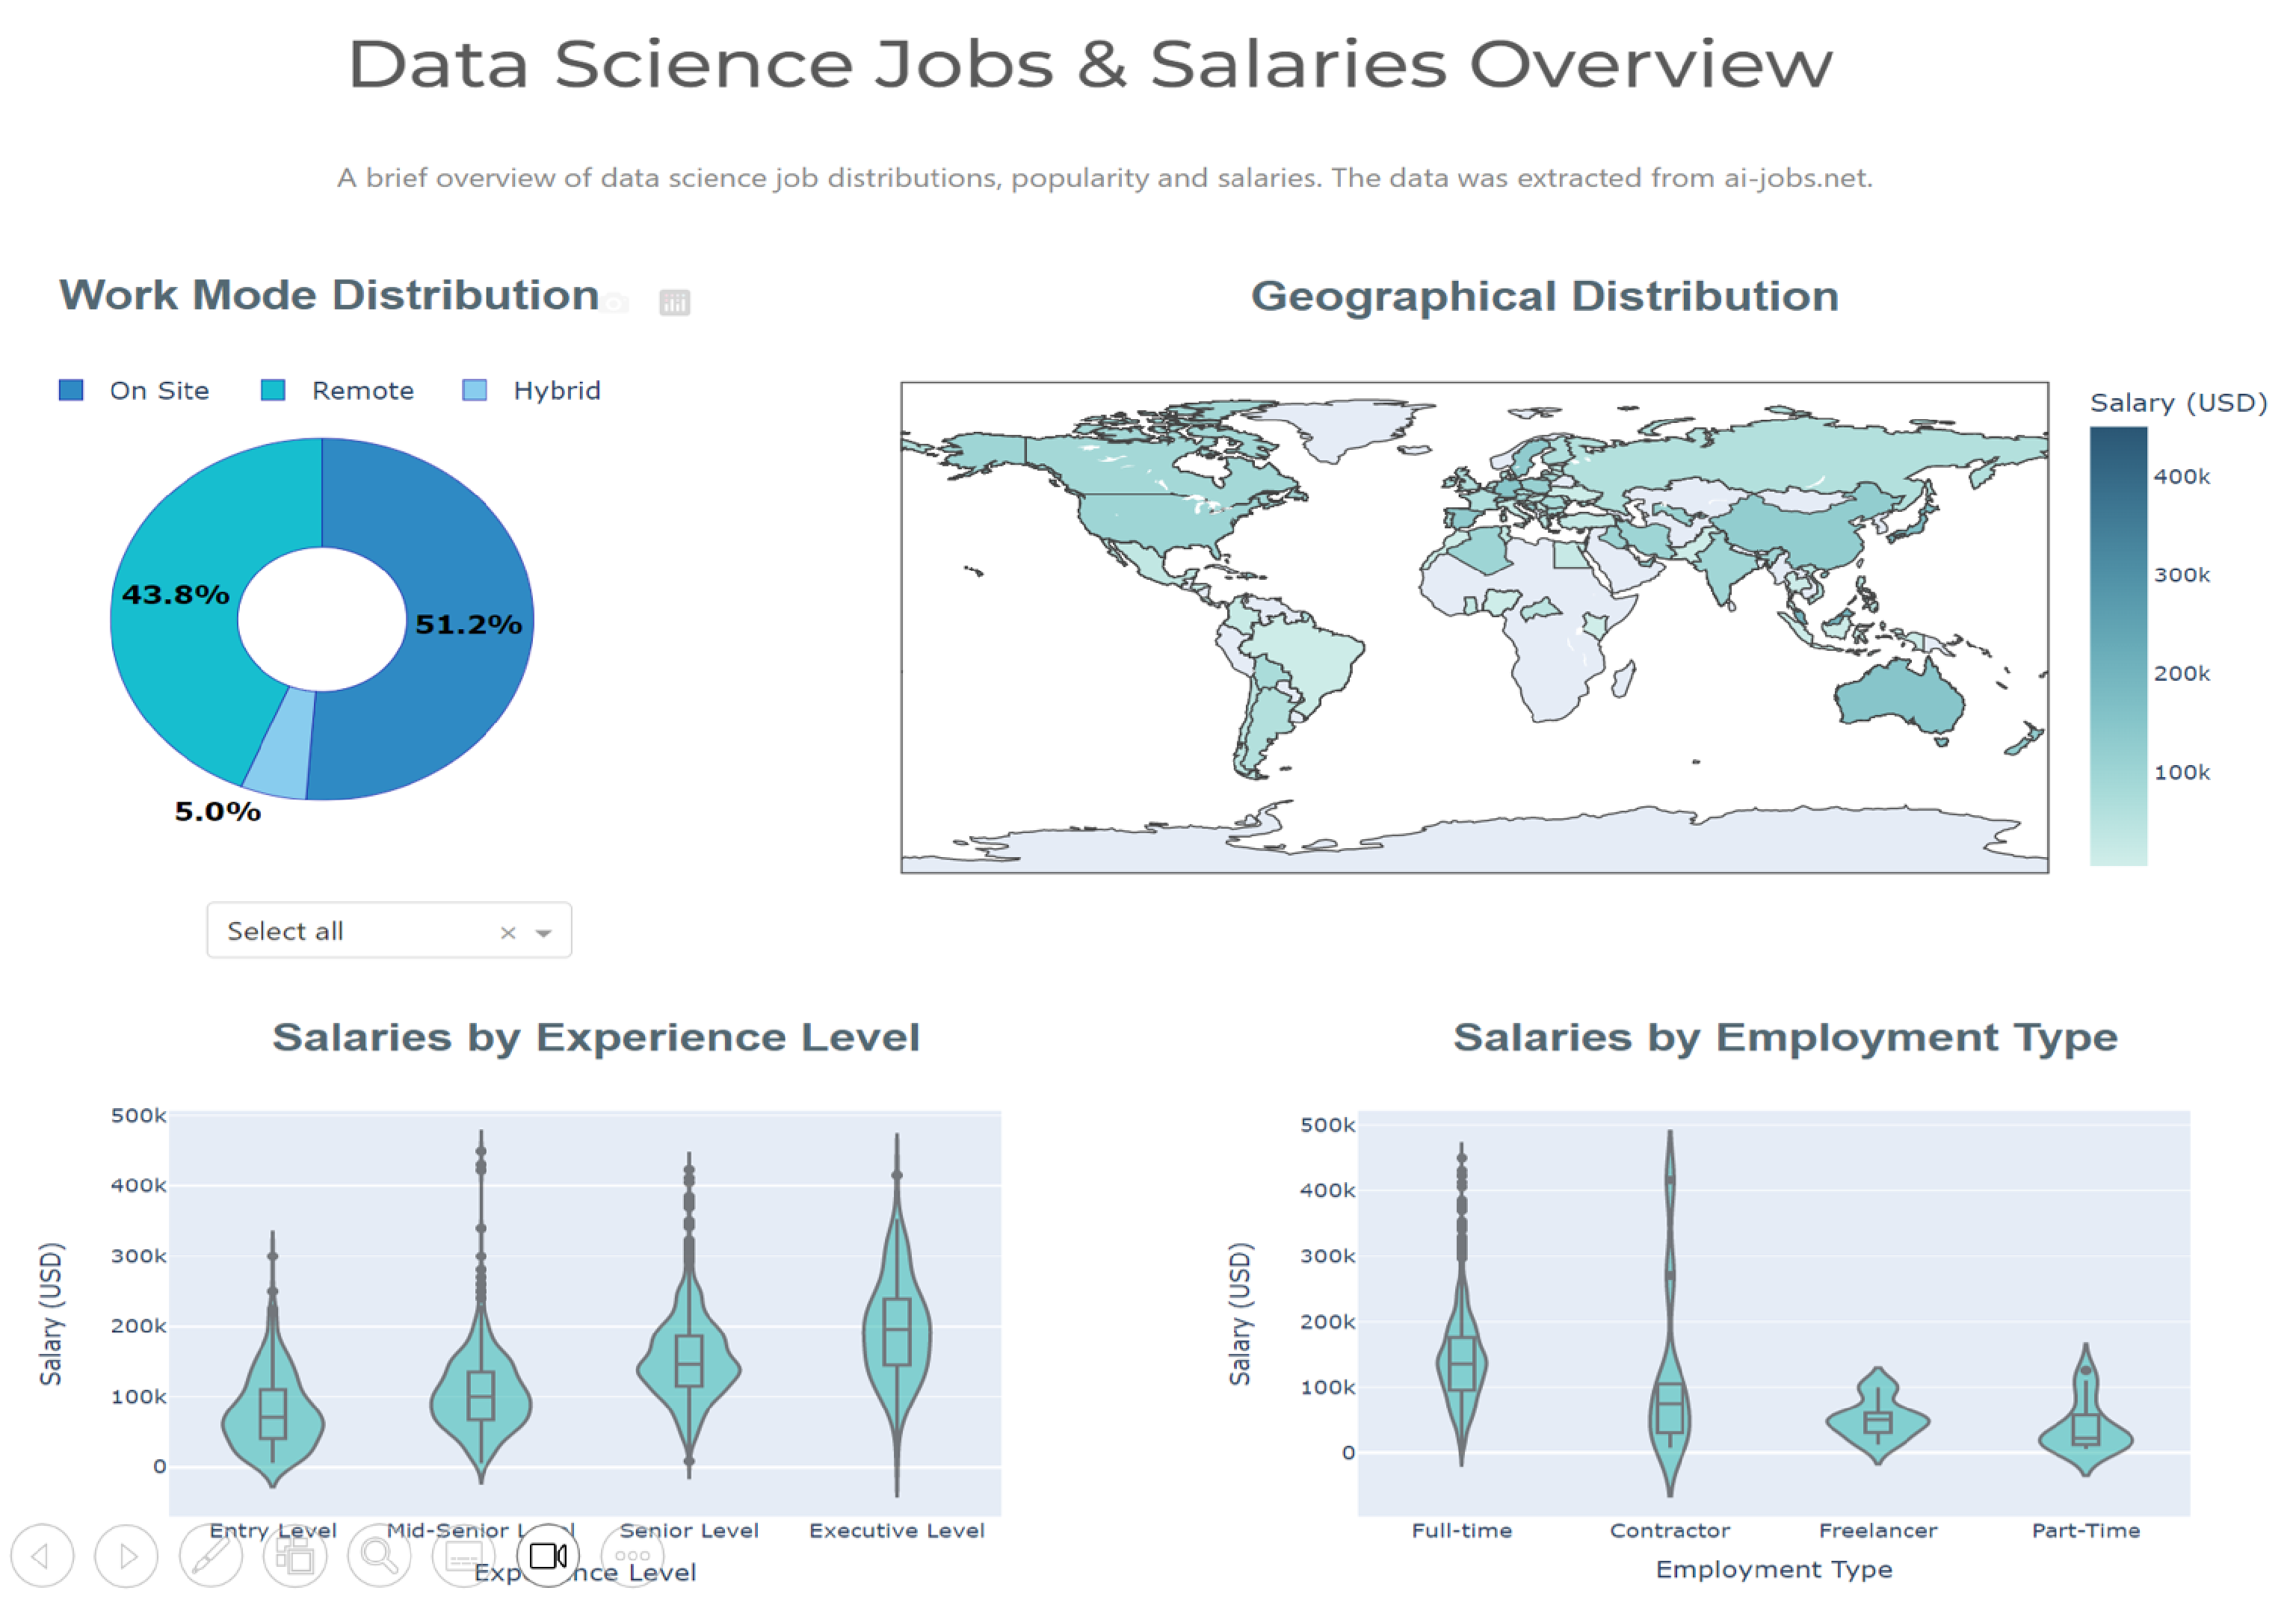 Data Science Jobs & Salaries Overview
A brief overview of data science job distributions, popularity and salaries. The data was extracted from ai-jobs.net.
Work Mode Distribution
On Site Remote Hybrid
43.8%
51.2%
5.0%
Select all
Geographical Distribution
Salary (USD)
400k
300k
200k
100k
Salaries by Experience Level
500k
400k
300k
200k
100k
0
Salary (USD)
Entry Level Mid-Senior Level Senior Level Executive Level
Experience Level
Salaries by Employment Type
500k
400k
300k
200k
100k
0
Salary (USD)
Full-time Contractor Freelancer Part-Time
Employment Type